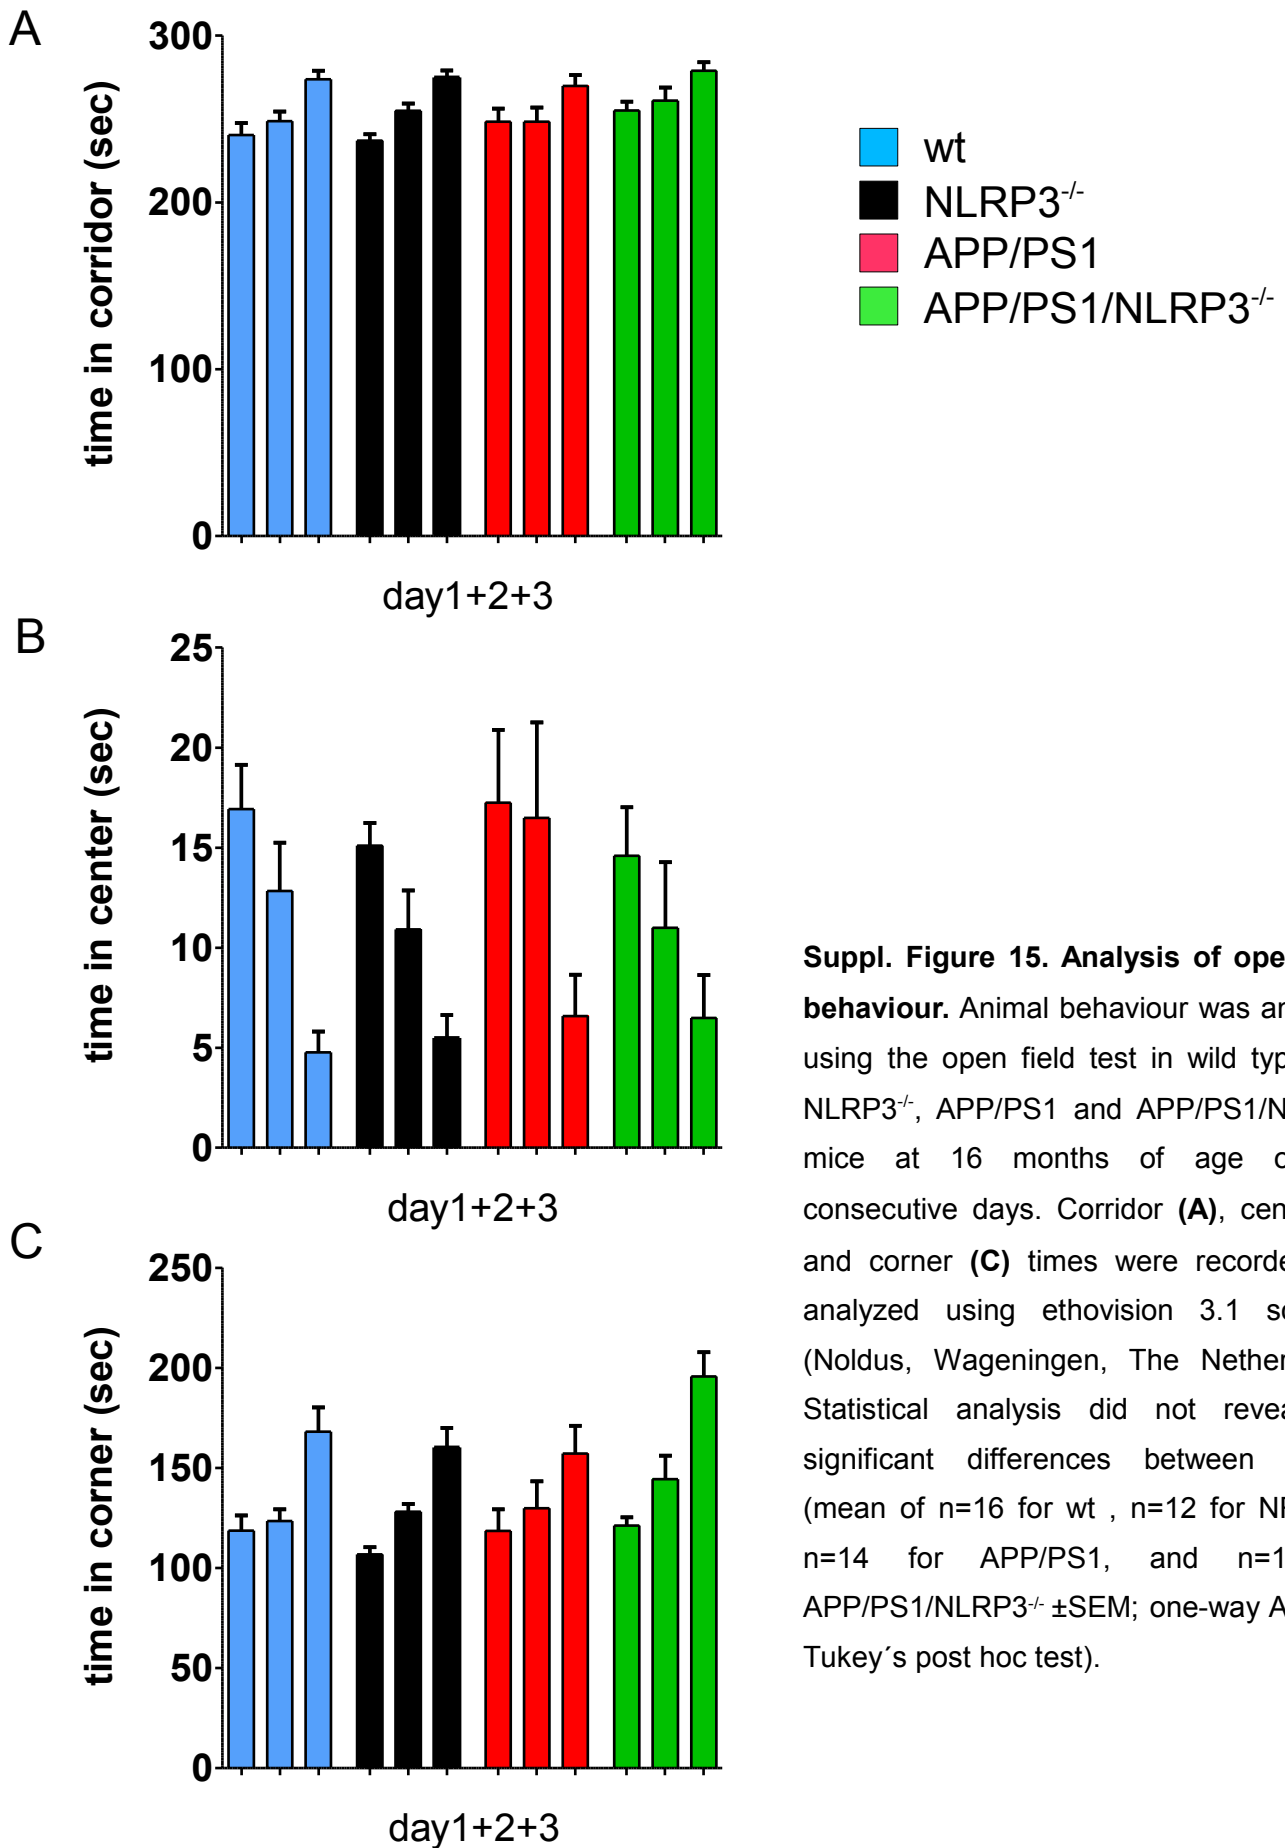 A
300
200
100
0
time in corridor (sec)
day1+2+3
wt
NLRP3-/-
APP/PS1
APP/PS1/NLRP3-/-
B
25
20
15
10
5
0
time in center (sec)
day1+2+3
C
250
200
150
100
50
0
time in corner (sec)
day1+2+3
Suppl. Figure 15. Analysis of ope
behaviour. Animal behaviour was an
using the open field test in wild typ
NLRP3-/-, APP/PS1 and APP/PS1/N
mice at 16 months of age o
consecutive days. Corridor (A), cen
and corner (C) times were recorde
analyzed using ethovision 3.1 so
(Noldus, Wageningen, The Nether
Statistical analysis did not revea
significant differences between
(mean of n=16 for wt , n=12 for NF
n=14 for APP/PS1, and n=1
APP/PS1/NLRP3-/- ±SEM; one-way A
Tukey´s post hoc test).